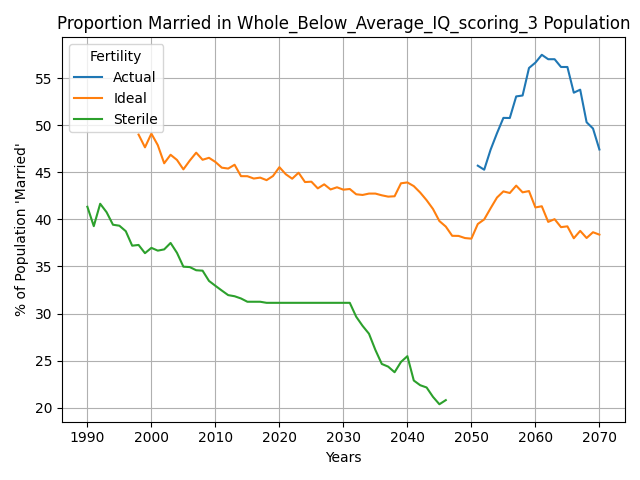 Proportion Married in Whole_Below_Average_IQ_scoring_3 Population
Fertility
Actual
Ideal
Sterile
% of Population 'Married'
55
50
45
40
35
30
25
20
1990 2000 2010 2020 2030 2040 2050 2060 2070
Years